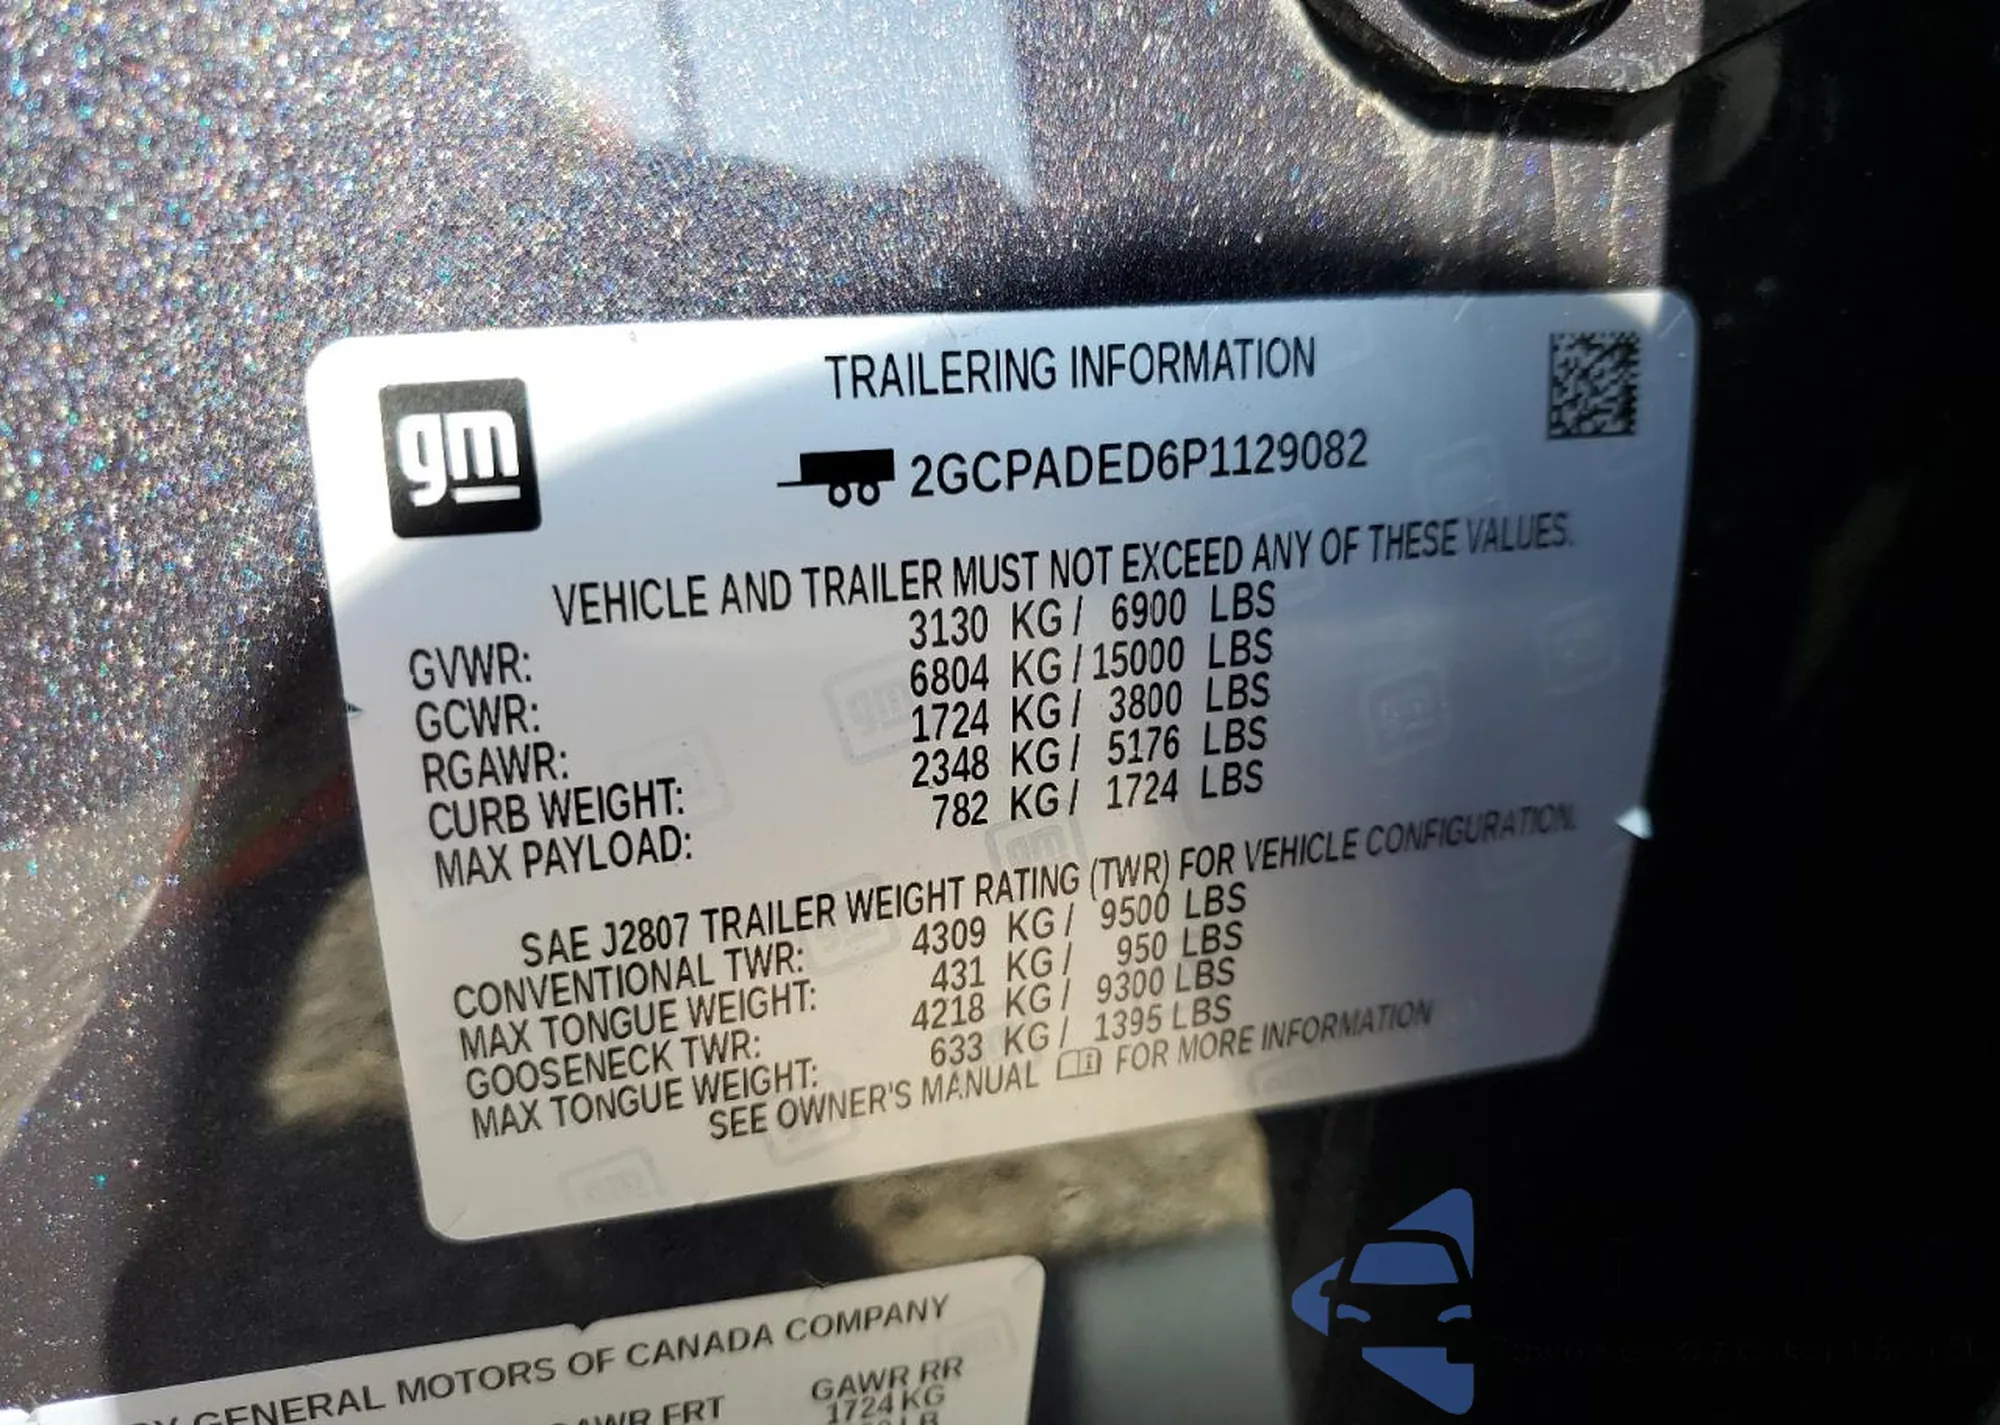 gm
TRAILERING INFORMATION
2GCPADED6P1129082
VEHICLE AND TRAILER MUST NOT EXCEED ANY OF THESE VALUES.
GVWR: 3130 KG / 6900 LBS
GCWR: 6804 KG / 15000 LBS
RGAWR: 1724 KG / 3800 LBS
CURB WEIGHT: 2348 KG / 5176 LBS
MAX PAYLOAD: 782 KG / 1724 LBS
SAE J2807 TRAILER WEIGHT RATING (TWR) FOR VEHICLE CONFIGURATION.
CONVENTIONAL TWR: 4309 KG / 9500 LBS
MAX TONGUE WEIGHT: 431 KG / 950 LBS
GOOSENECK TWR: 4218 KG / 9300 LBS
MAX TONGUE WEIGHT: 633 KG / 1395 LBS
SEE OWNER'S MANUAL FOR MORE INFORMATION
GENERAL MOTORS OF CANADA COMPANY
FRT GAWR RR
1724 KG